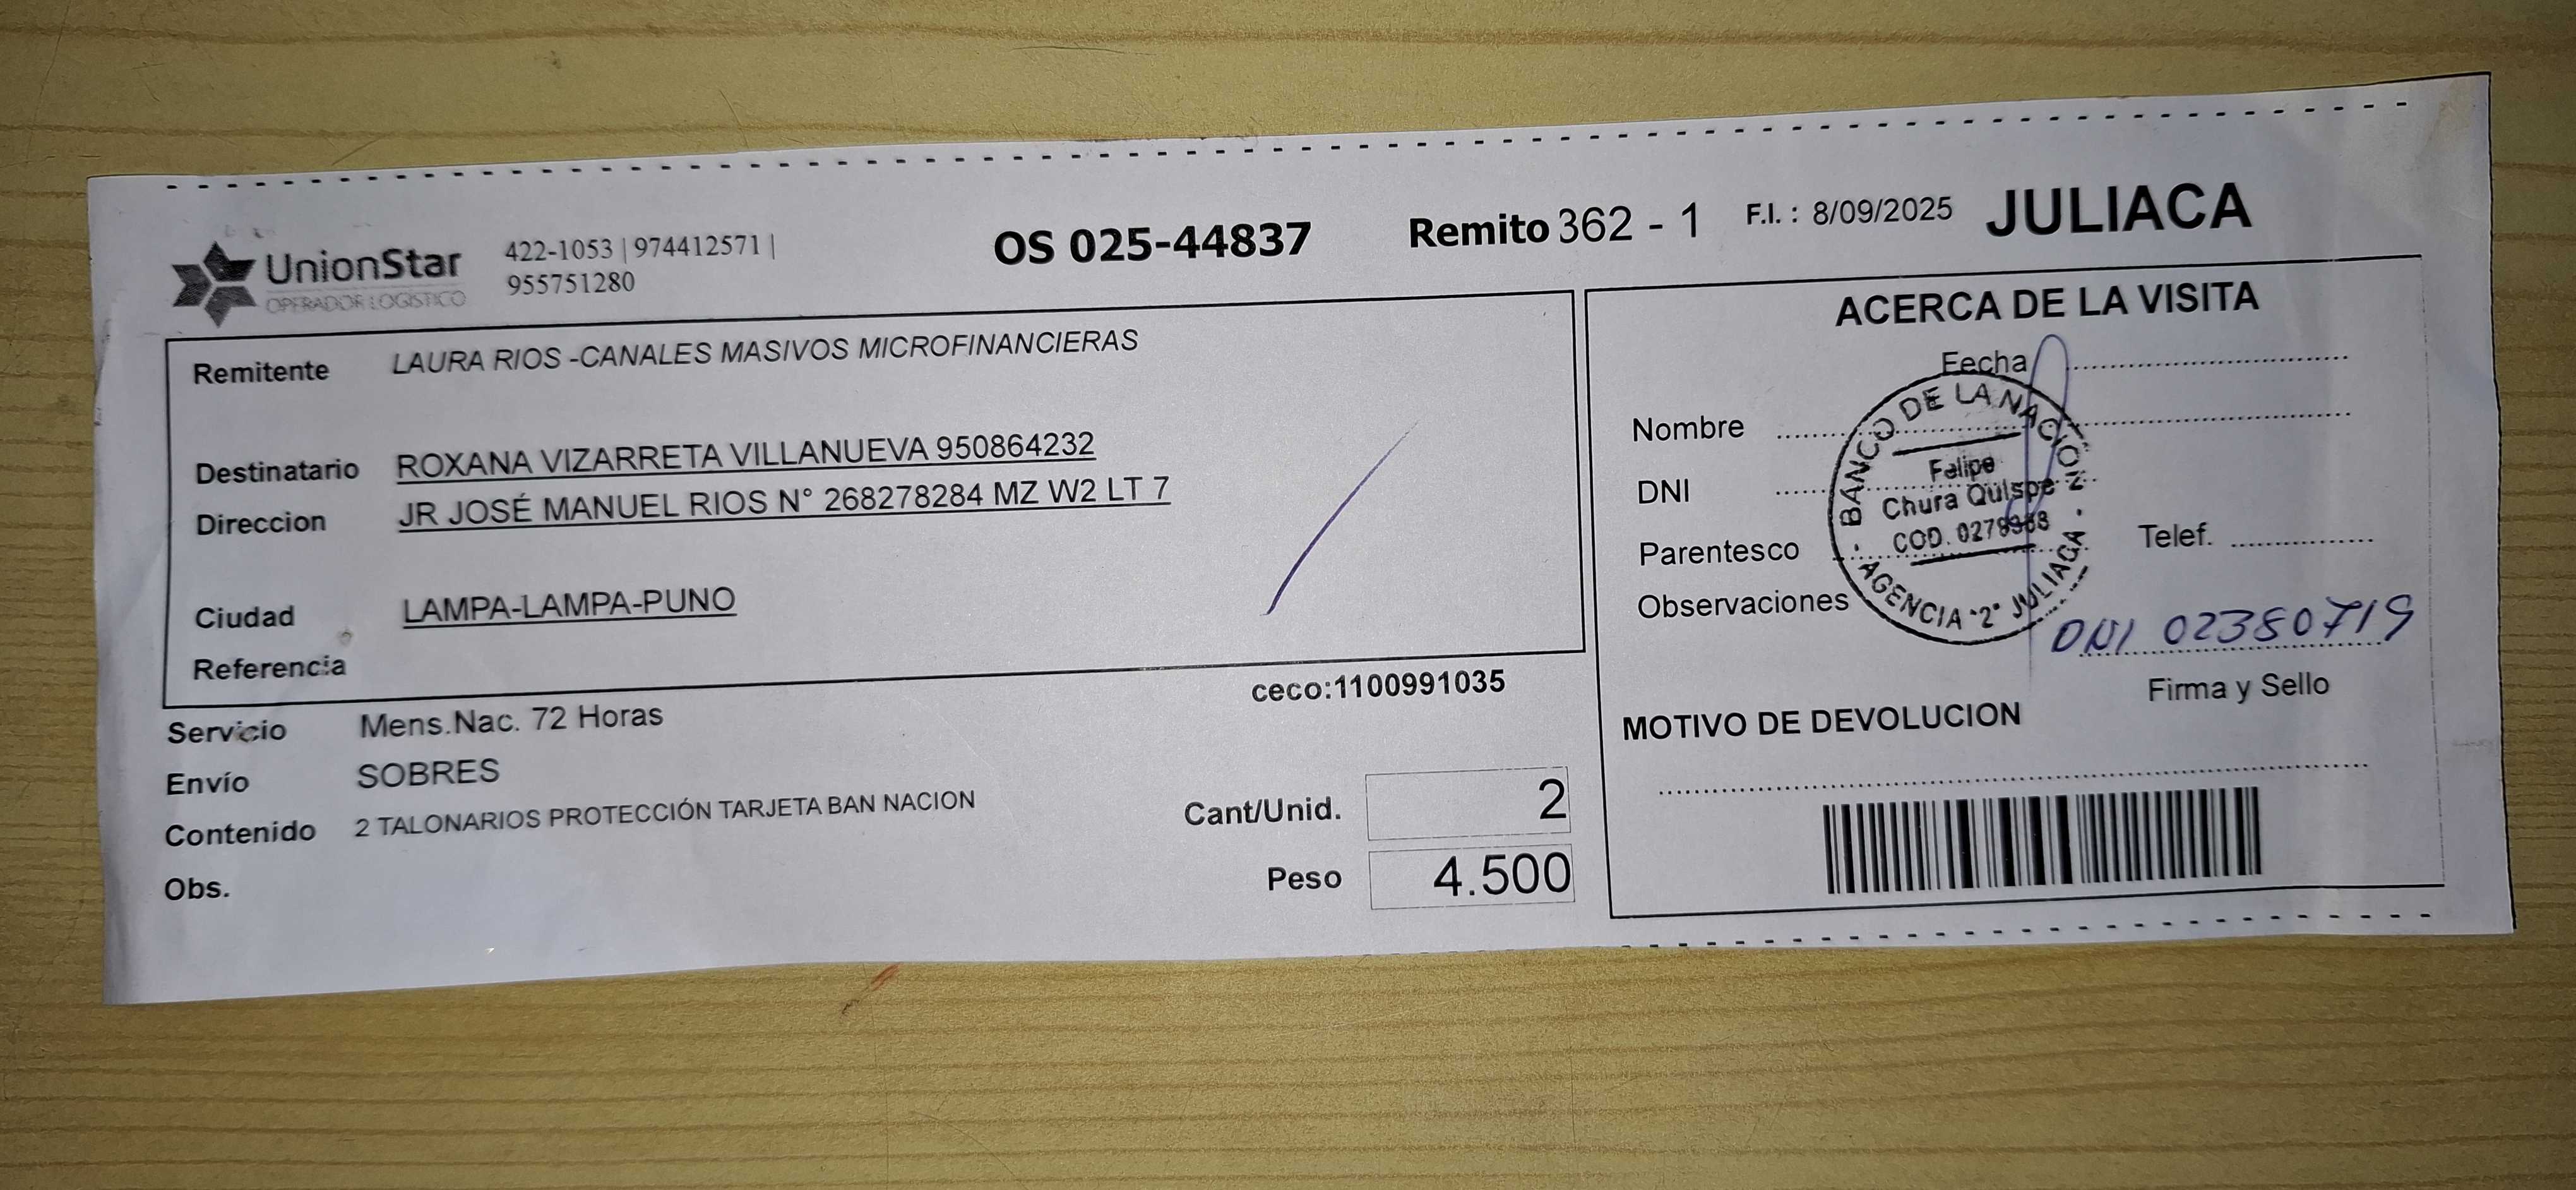 UnionStar
OPERADOR LOGISTICO
422-1053 | 974412571 |
955751280
OS 025-44837
Remito 362 - 1
F.I. : 8/09/2025
JULIACA
Remitente LAURA RIOS -CANALES MASIVOS MICROFINANCIERAS
Destinatario ROXANA VIZARRETA VILLANUEVA 950864232
Direccion JR JOSÉ MANUEL RIOS N° 268278284 MZ W2 LT 7
Ciudad LAMPA-LAMPA-PUNO
Referencia
ceco:1100991035
Servicio Mens.Nac. 72 Horas
Envío SOBRES
Contenido 2 TALONARIOS PROTECCIÓN TARJETA BAN NACION
Obs.
Cant/Unid. 2
Peso 4.500
ACERCA DE LA VISITA
Fecha
Nombre
DNI
Parentesco
Telef.
Observaciones
BANCO DE LA NACIÓN
Felipe
Chura Quispe
COD.
AGENCIA "2" JULIACA
DNI 02380719
Firma y Sello
MOTIVO DE DEVOLUCION